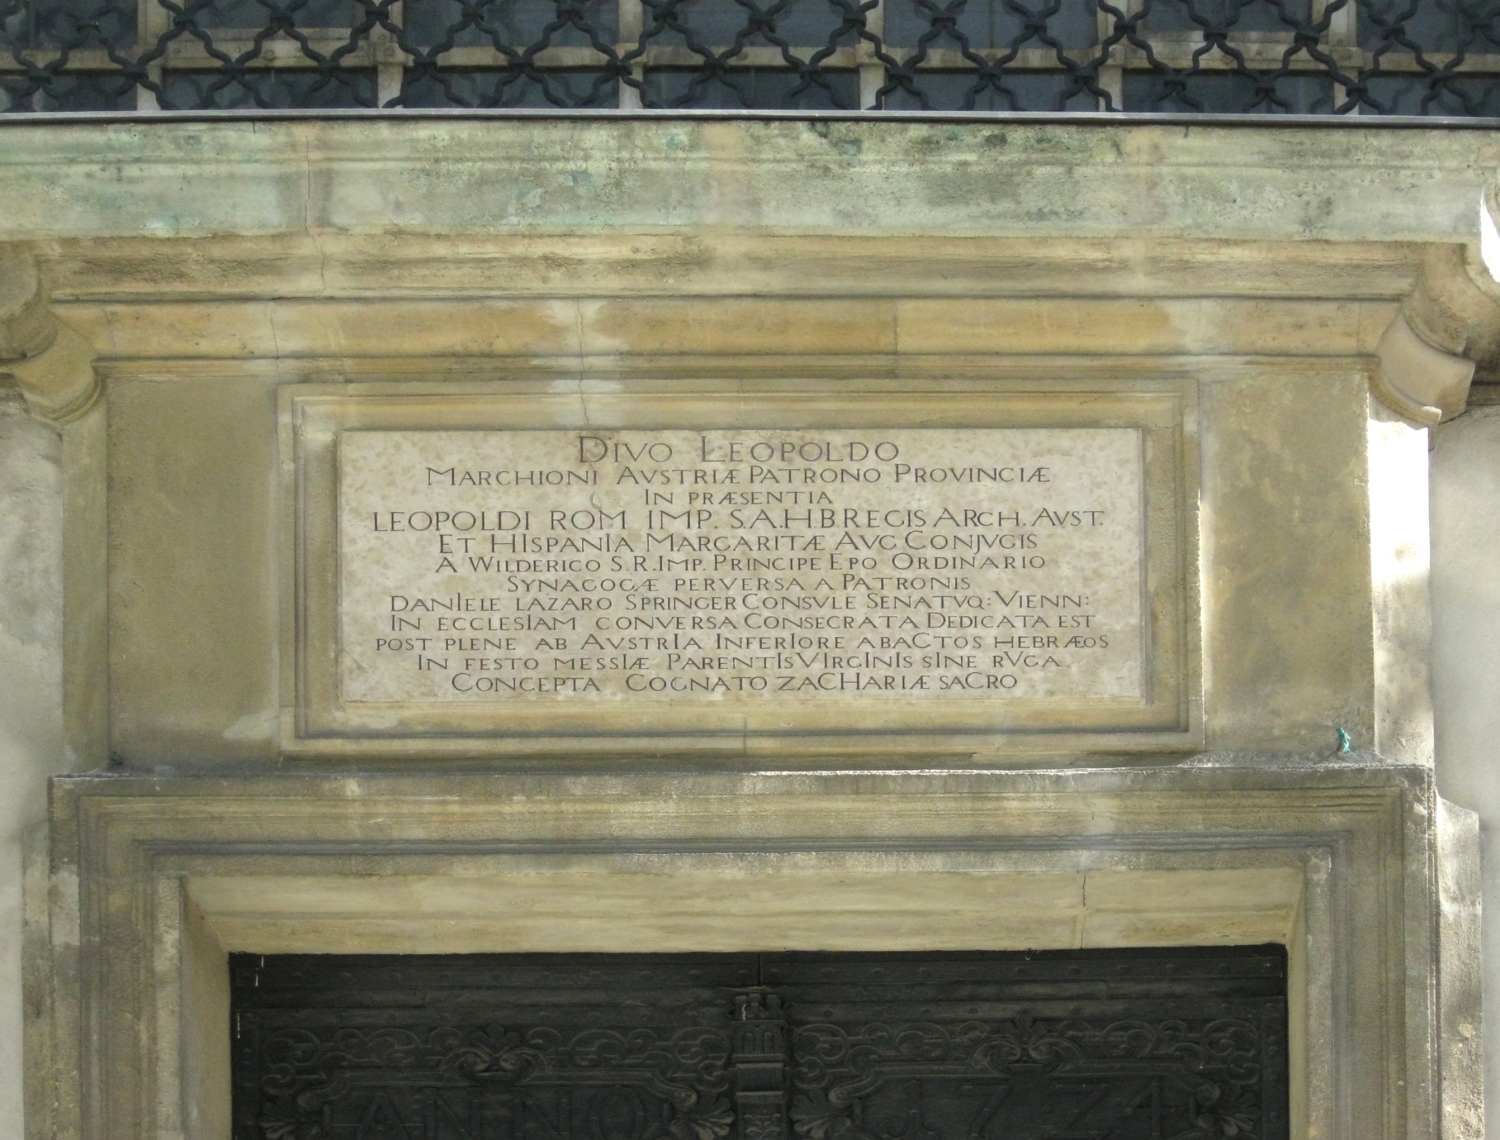 DIVO LEOPOLDO
MARCHIONI AVSTRIÆ PATRONO PROVINCIÆ
IN PRÆSENTIA
LEOPOLDI ROM IMP. S.A.H.B REGIS ARCH. AVST.
ET HISPANIA MARGARITÆ AVG CONJVGIS
A WILDERICO S.R.IMP. PRINCIPE EPO ORDINARIO
SYNAGOGÆ PERVERSA A PATRONIS
DANIELE LAZARO SPRINGER CONSVLE SENATVQ: VIENN:
IN ECCLESIAM CONVERSA CONSECRATA DEDICATA EST
POST PLENE AB AVSTRIA INFERIORE ABACTOS HEBRÆOS
IN FESTO MESSIÆ PARENTIS VIRGINIS SINE RVGA
CONCEPTA COGNATO ZACHARIÆ SACRO
ANNO 1724